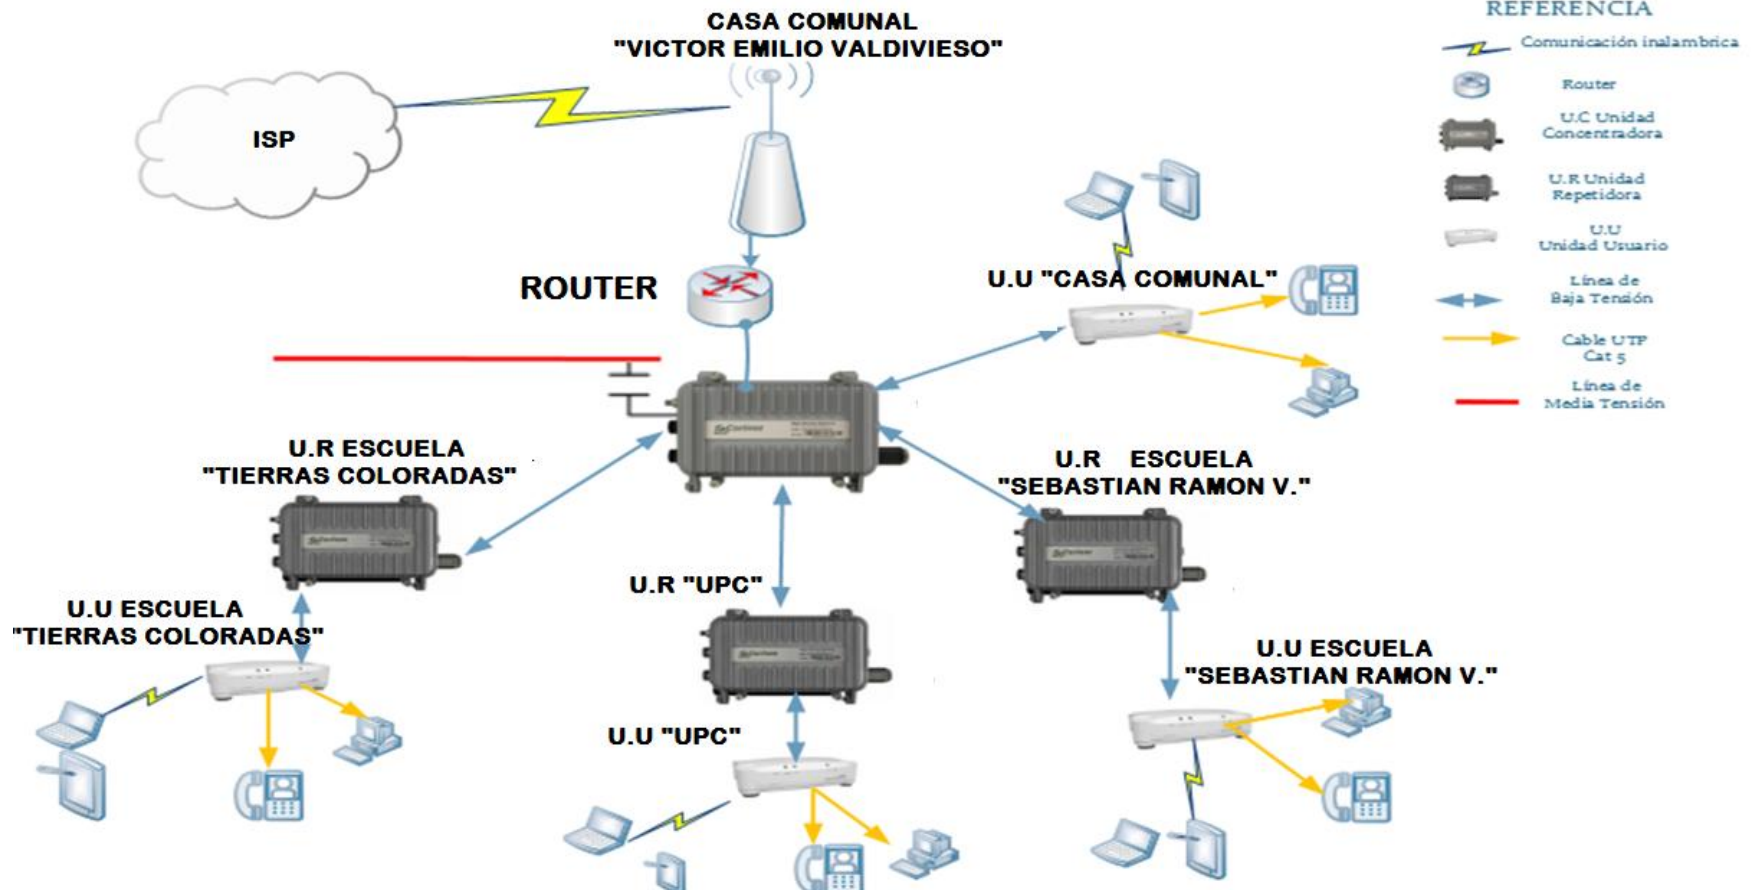 CASA COMUNAL
"VICTOR EMILIO VALDIVIESO"
ISP
ROUTER
U.U "CASA COMUNAL"
U.R ESCUELA
"TIERRAS COLORADAS"
U.R ESCUELA
"SEBASTIAN RAMON V."
U.R "UPC"
U.U ESCUELA
"TIERRAS COLORADAS"
U.U "UPC"
U.U ESCUELA
"SEBASTIAN RAMON V."
REFERENCIA
Comunicación inalambrica
Router
U.C Unidad
Concentradora
U.R Unidad
Repetidora
U.U
Unidad Usuario
Línea de
Baja Tensión
Cable UTP
Cat 5
Línea de
Media Tensión